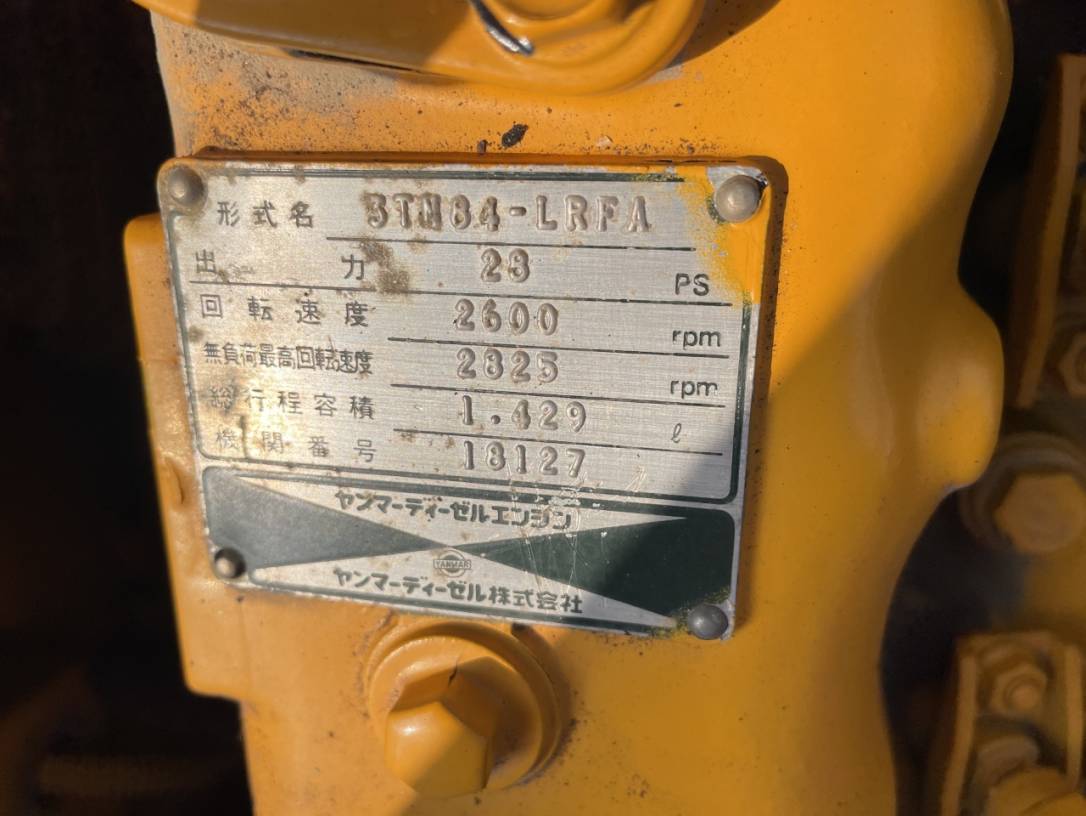 形式名 3TN84-LRFA
出力 23 PS
回転速度 2600 rpm
無負荷最高回転速度 2825 rpm
総行程容積 1.429 ℓ
機関番号 18127
ヤンマーディーゼルエンジン
YANMAR
ヤンマーディーゼル株式会社